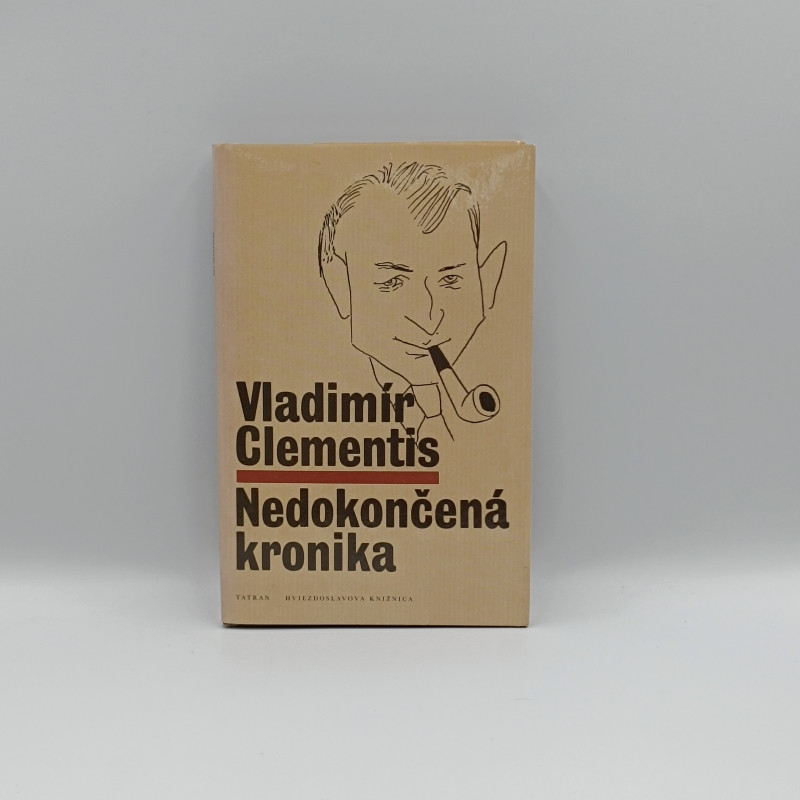 Vladimír
Clementis
Nedokončená
kronika
TATRAN HVIEZDOSLAVOVA KNIŽNICA